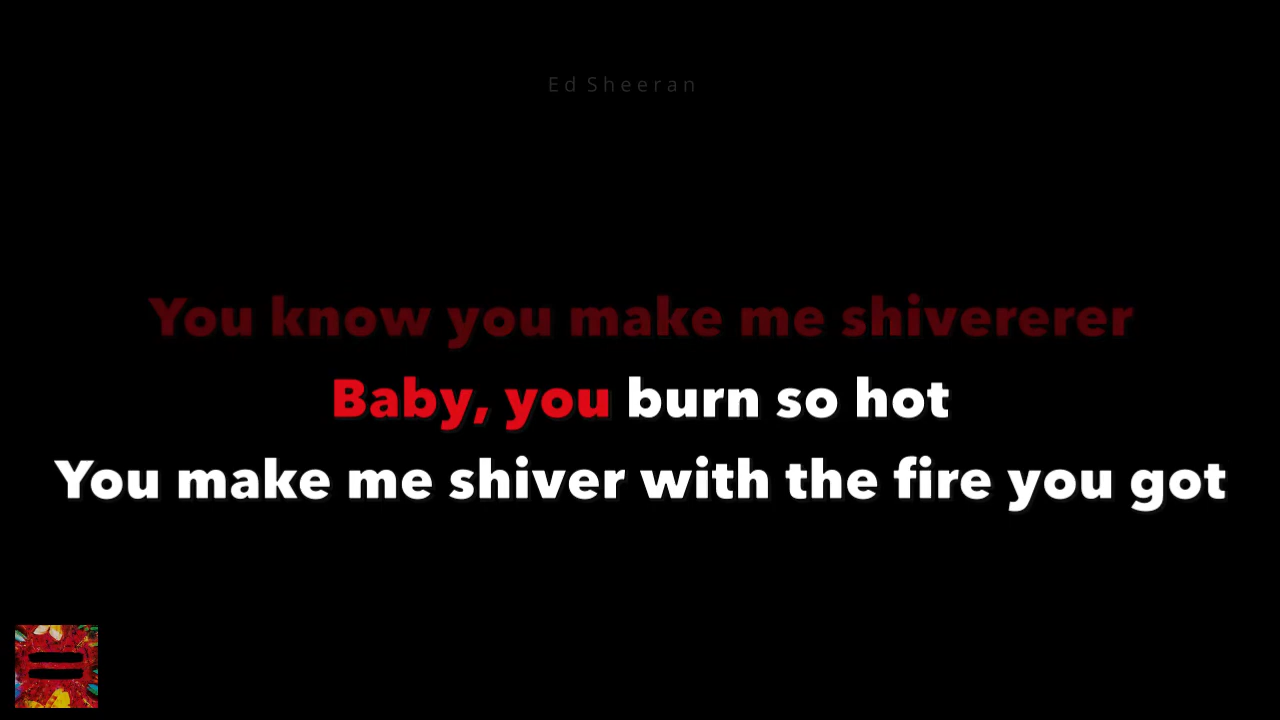 Ed Sheeran
You know you make me shivererer
Baby, you burn so hot
You make me shiver with the fire you got